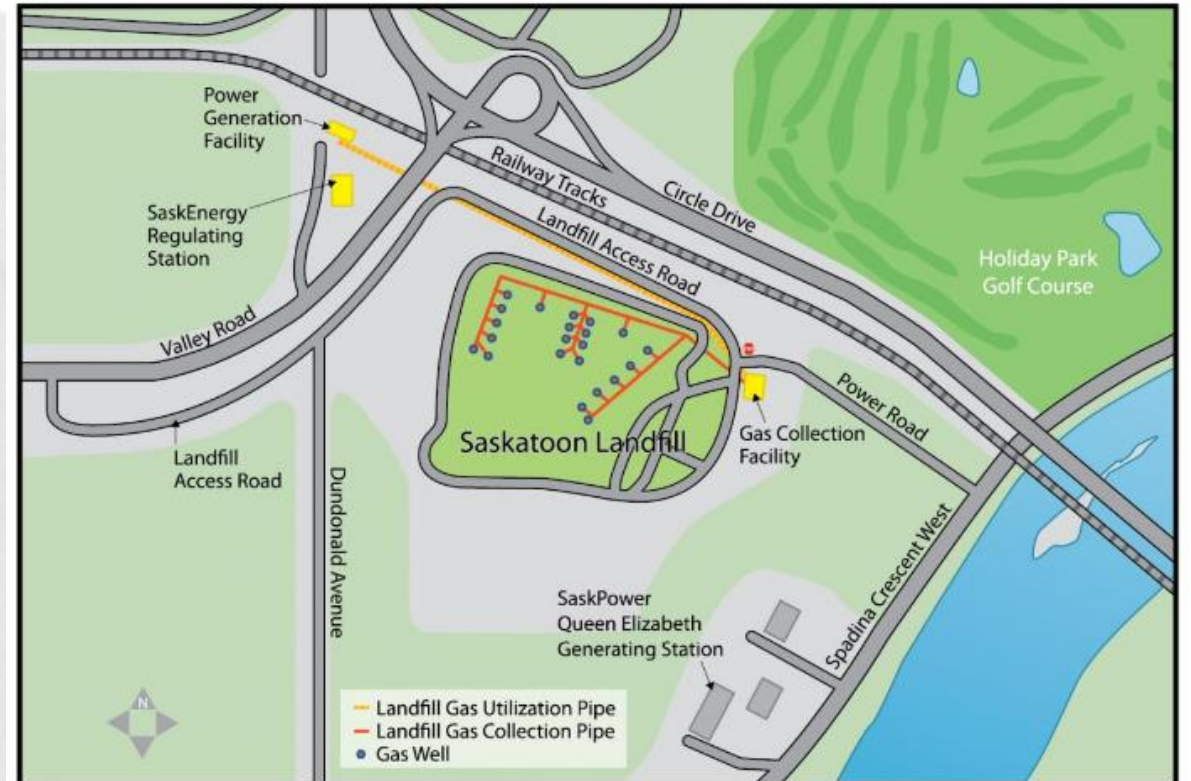 Power
Generation
Facility
SaskEnergy
Regulating
Station
Railway Tracks
Circle Drive
Landfill Access Road
Holiday Park
Golf Course
Valley Road
Power Road
Saskatoon Landfill
Gas Collection
Facility
Landfill
Access Road
Dundonald Avenue
Spadina Crescent West
SaskPower
Queen Elizabeth
Generating Station
N
Landfill Gas Utilization Pipe
Landfill Gas Collection Pipe
Gas Well